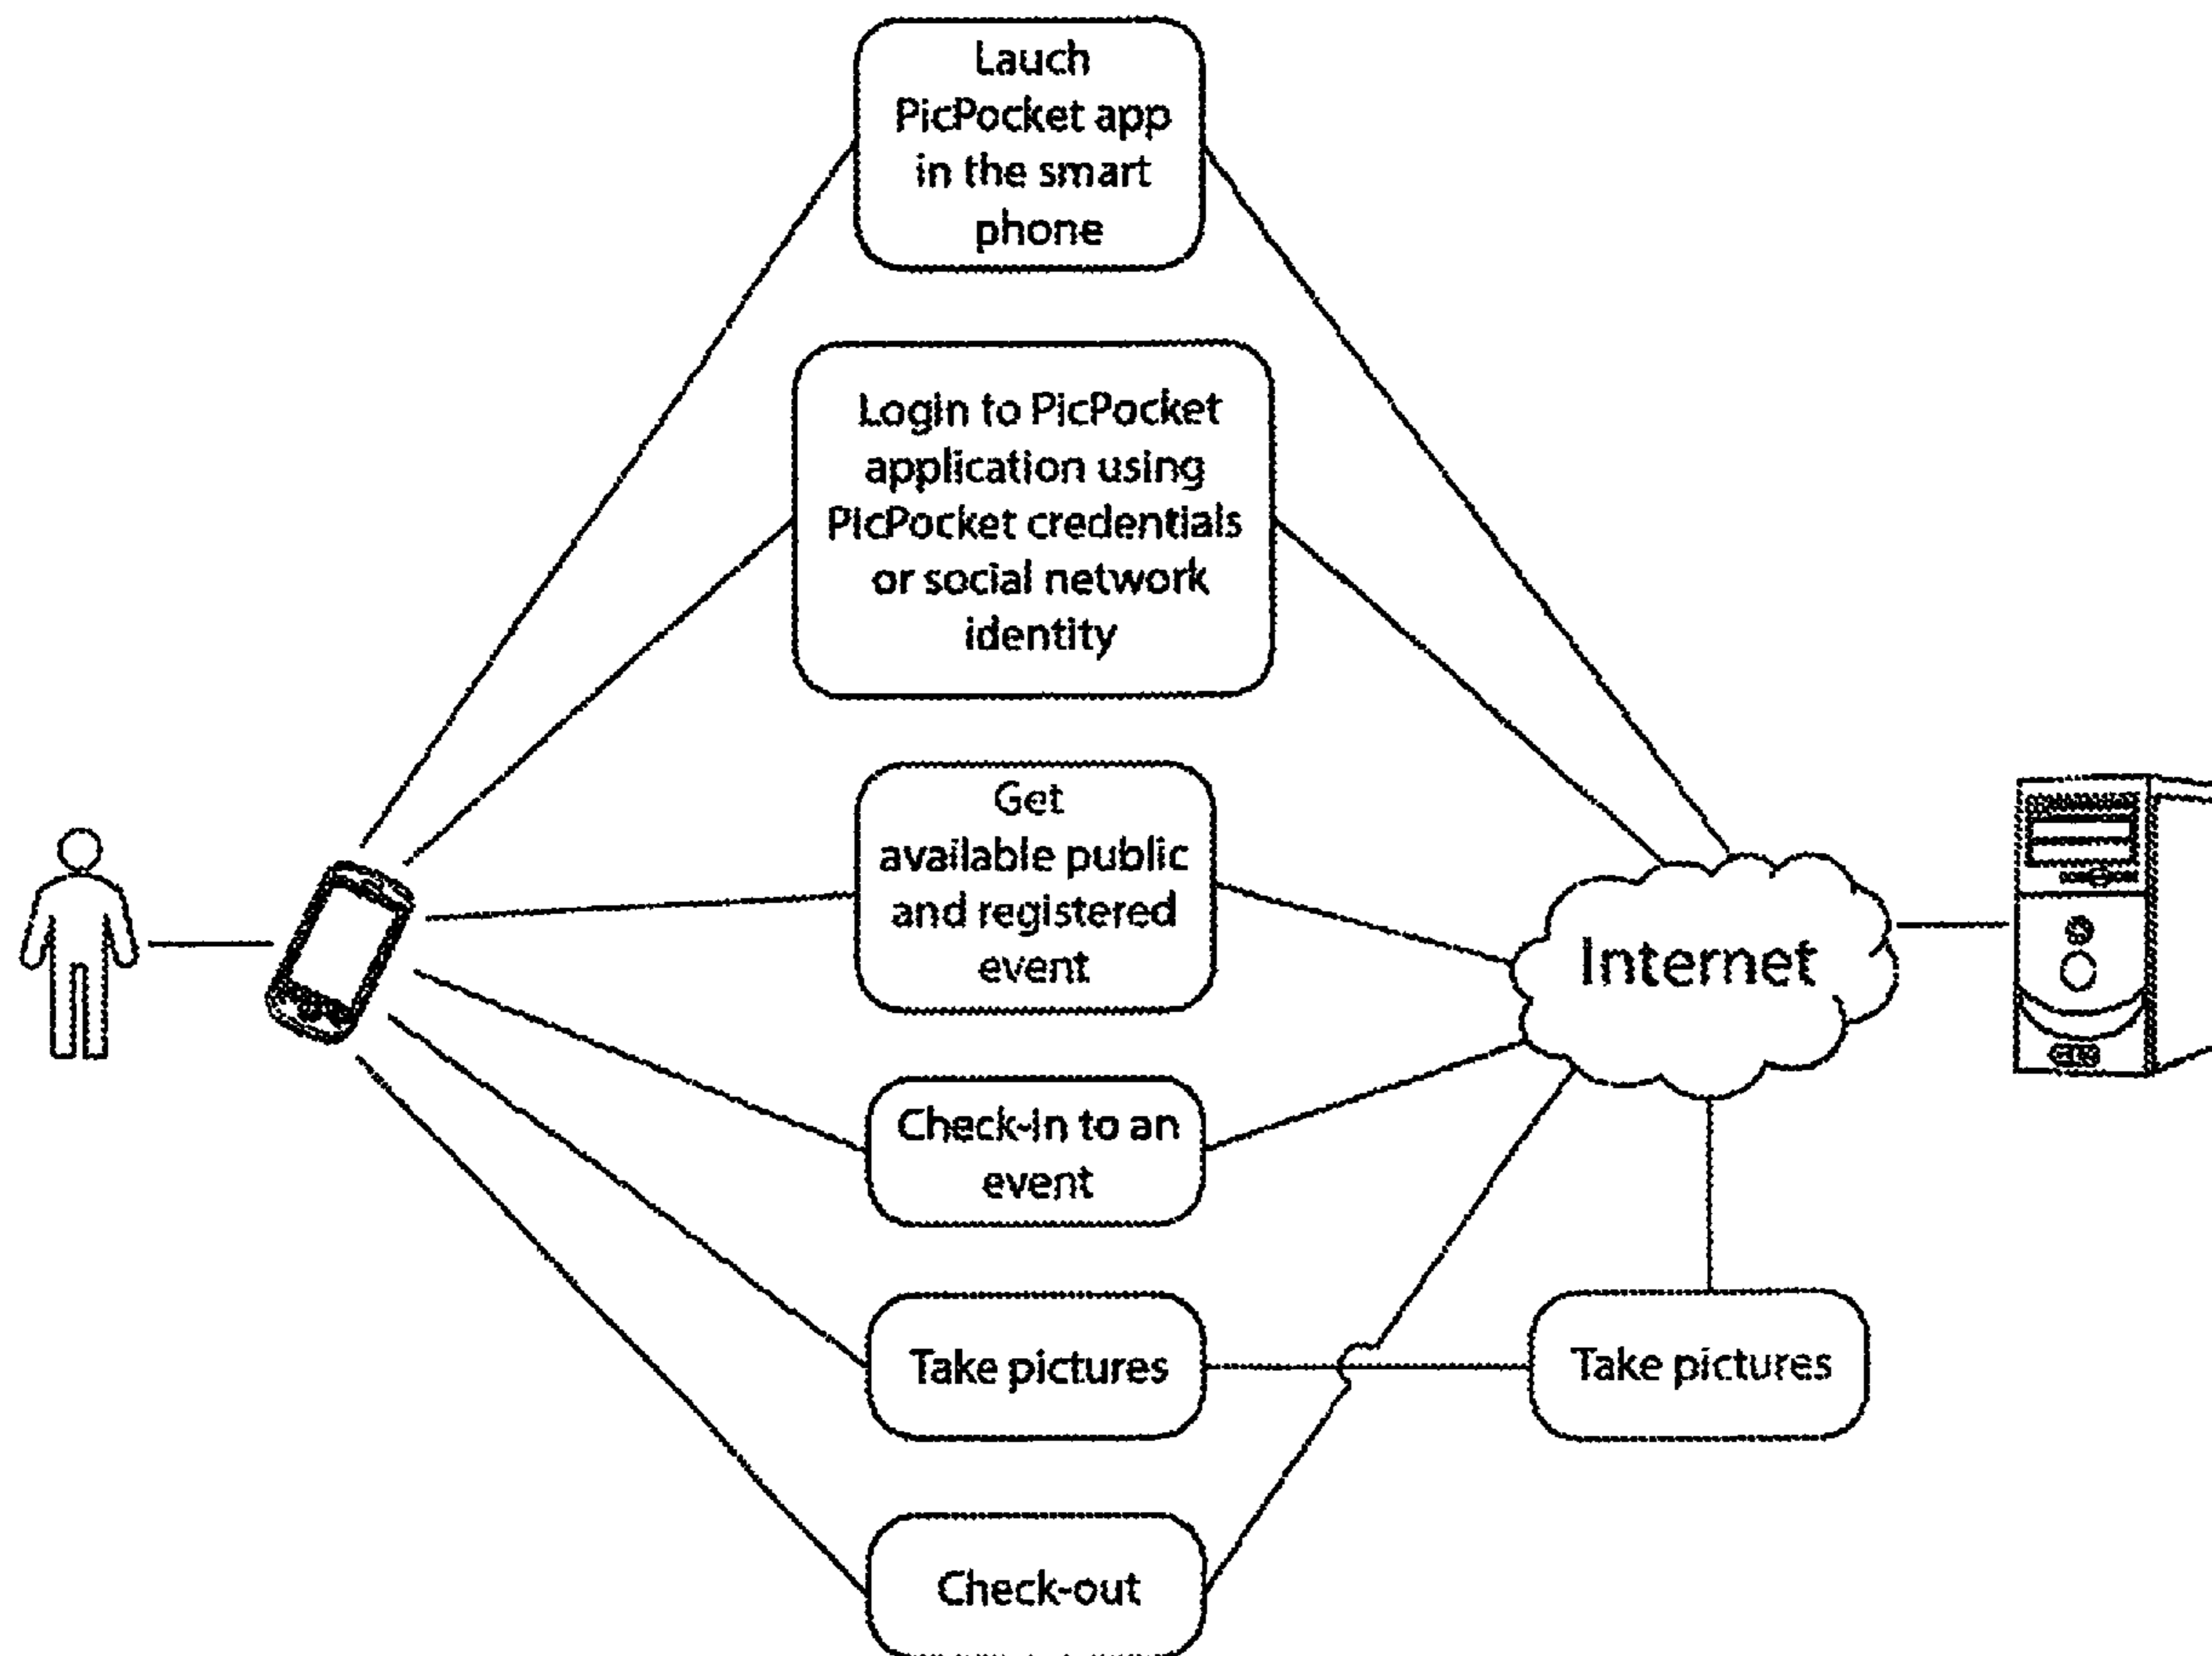 Lauch
PicPocket app
in the smart
phone
Login to PicPocket
application using
PicPocket credentials
or social network
identity
Get
available public
and registered
event
Internet
Check-in to an
event
Take pictures
Take pictures
Check-out